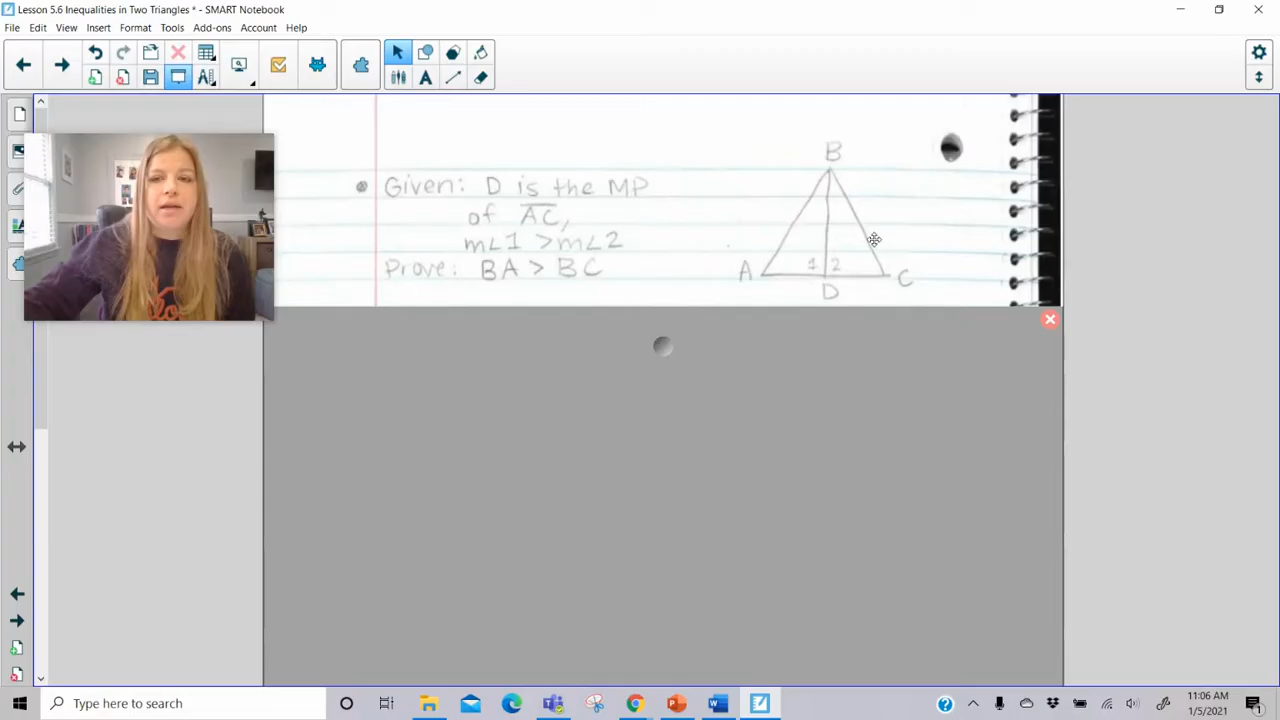 Lesson 5.6 Inequalities in Two Triangles * - SMART Notebook
File Edit View Insert Format Tools Add-ons Account Help
B
Given: D is the MP
of AC,
m∠1 > m∠2
Prove: BA > BC
A 1 2 C
D
Type here to search
11:06 AM
1/5/2021